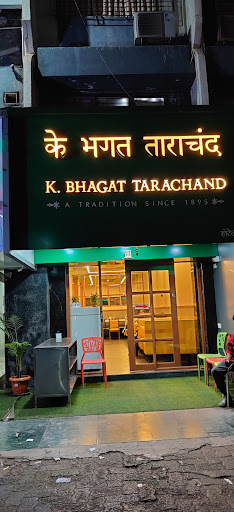 के भगत ताराचंद
K. BHAGAT TARACHAND
A TRADITION SINCE 1895